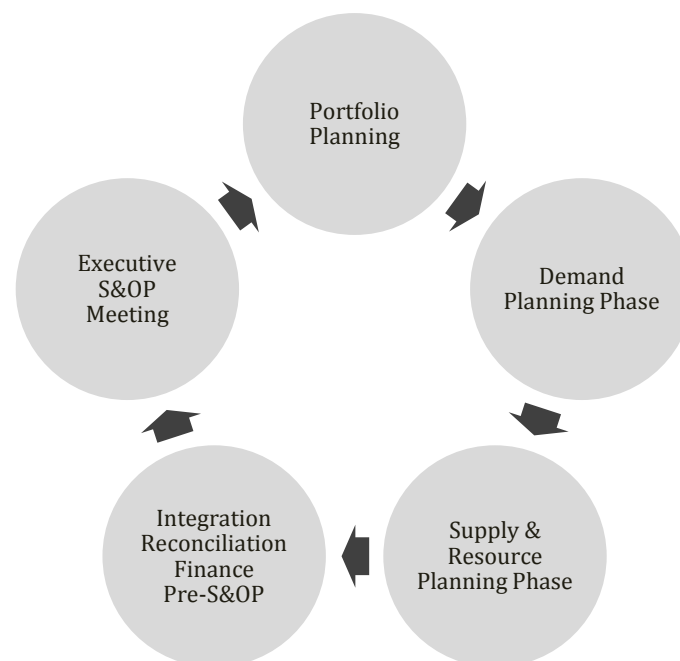 Portfolio
Planning
Demand
Planning Phase
Supply &
Resource
Planning Phase
Integration
Reconciliation
Finance
Pre-S&OP
Executive
S&OP
Meeting